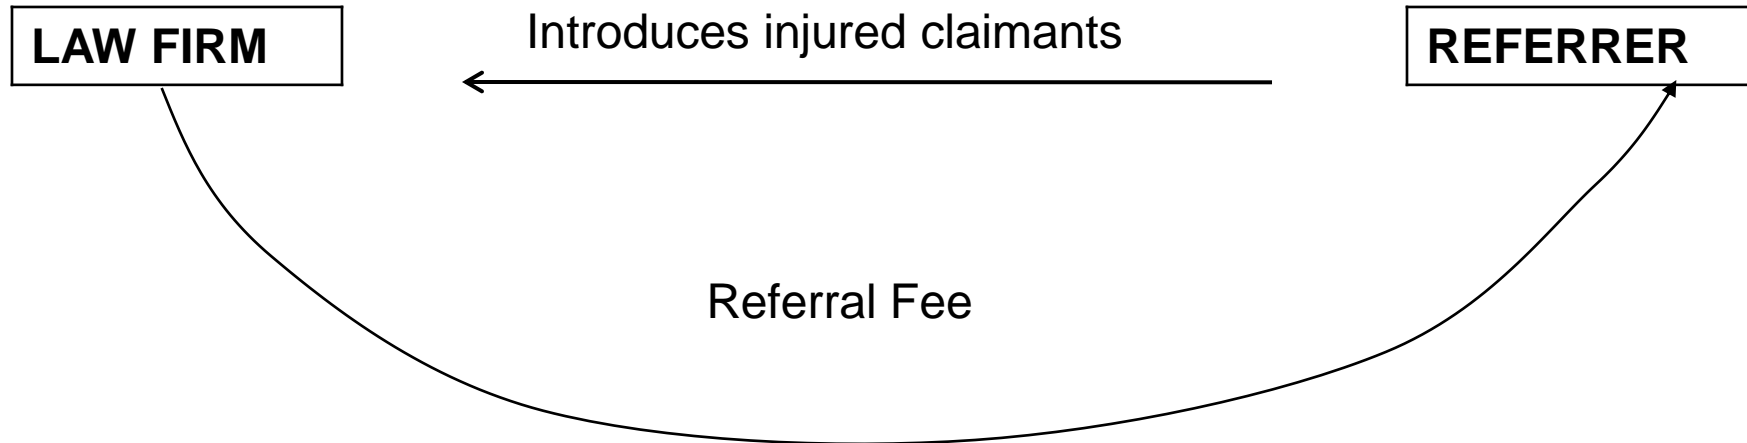 LAW FIRM
Introduces injured claimants
REFERRER
Referral Fee